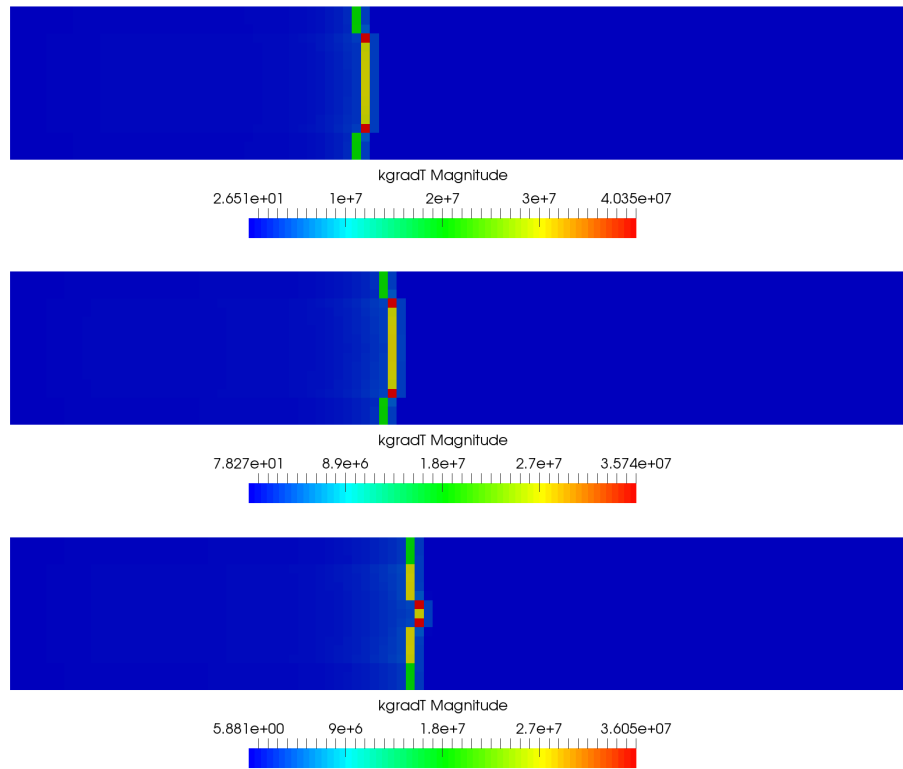 kgradT Magnitude
2.651e+01 1e+7 2e+7 3e+7 4.035e+07
kgradT Magnitude
7.827e+01 8.9e+6 1.8e+7 2.7e+7 3.574e+07
kgradT Magnitude
5.881e+00 9e+6 1.8e+7 2.7e+7 3.605e+07